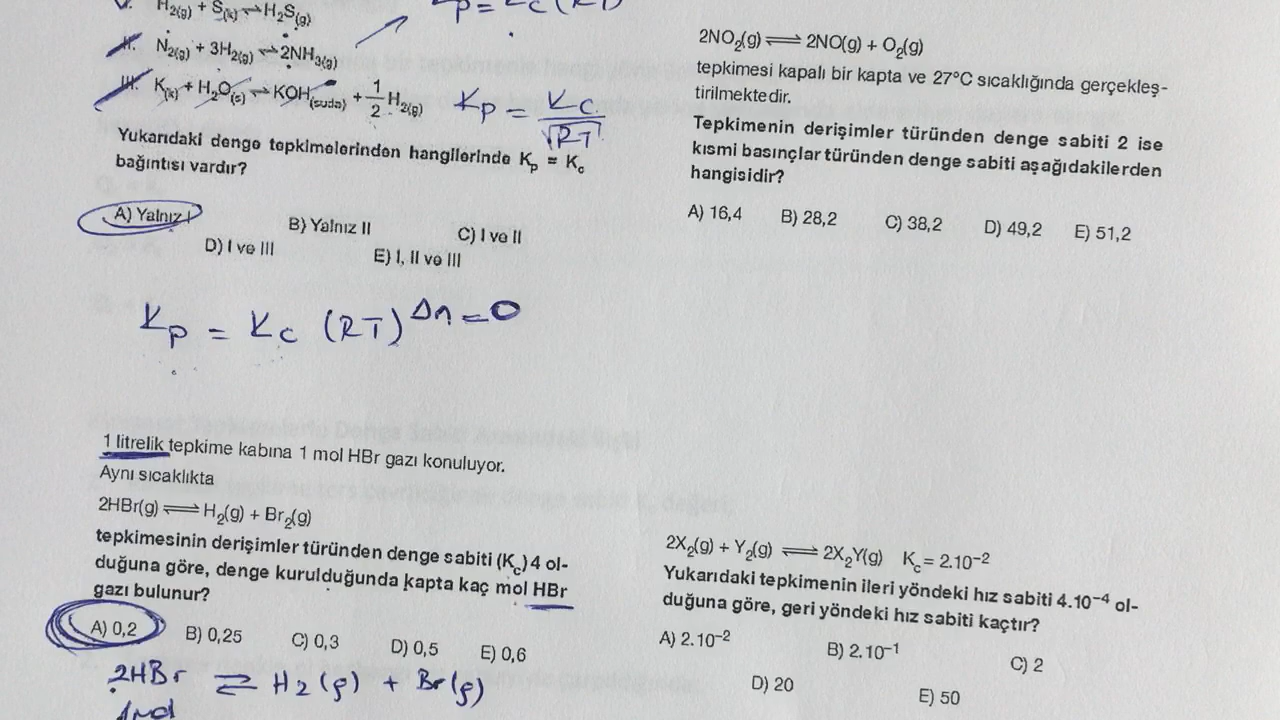 H2(g) + S(k) ⇌ H2S(g)
II. N2(g) + 3H2(g) ⇌ 2NH3(g)
III. K(k) + H2O(s) ⇌ KOH(suda) + 1/2 H2(g)
Kp = Kc / √RT
Yukarıdaki denge tepkimelerinden hangilerinde Kp = Kc
bağıntısı vardır?
A) Yalnız I
B) Yalnız II
C) I ve II
D) I ve III
E) I, II ve III
Kp = Kc (RT) Δn = 0
1 litrelik tepkime kabına 1 mol HBr gazı konuluyor.
Aynı sıcaklıkta
2HBr(g) ⇌ H2(g) + Br2(g)
tepkimesinin derişimler türünden denge sabiti (Kc) 4 ol-
duğuna göre, denge kurulduğunda kapta kaç mol HBr
gazı bulunur?
A) 0,2 B) 0,25 C) 0,3 D) 0,5 E) 0,6
2HBr ⇌ H2(g) + Br(g)
2NO2(g) ⇌ 2NO(g) + O2(g)
tepkimesi kapalı bir kapta ve 27°C sıcaklığında gerçekleş-
tirilmektedir.
Tepkimenin derişimler türünden denge sabiti 2 ise
kısmi basınçlar türünden denge sabiti aşağıdakilerden
hangisidir?
A) 16,4 B) 28,2 C) 38,2 D) 49,2 E) 51,2
2X2(g) + Y2(g) ⇌ 2X2Y(g) Kc = 2.10⁻²
Yukarıdaki tepkimenin ileri yöndeki hız sabiti 4.10⁻⁴ ol-
duğuna göre, geri yöndeki hız sabiti kaçtır?
A) 2.10⁻² B) 2.10⁻¹ C) 2
D) 20 E) 50